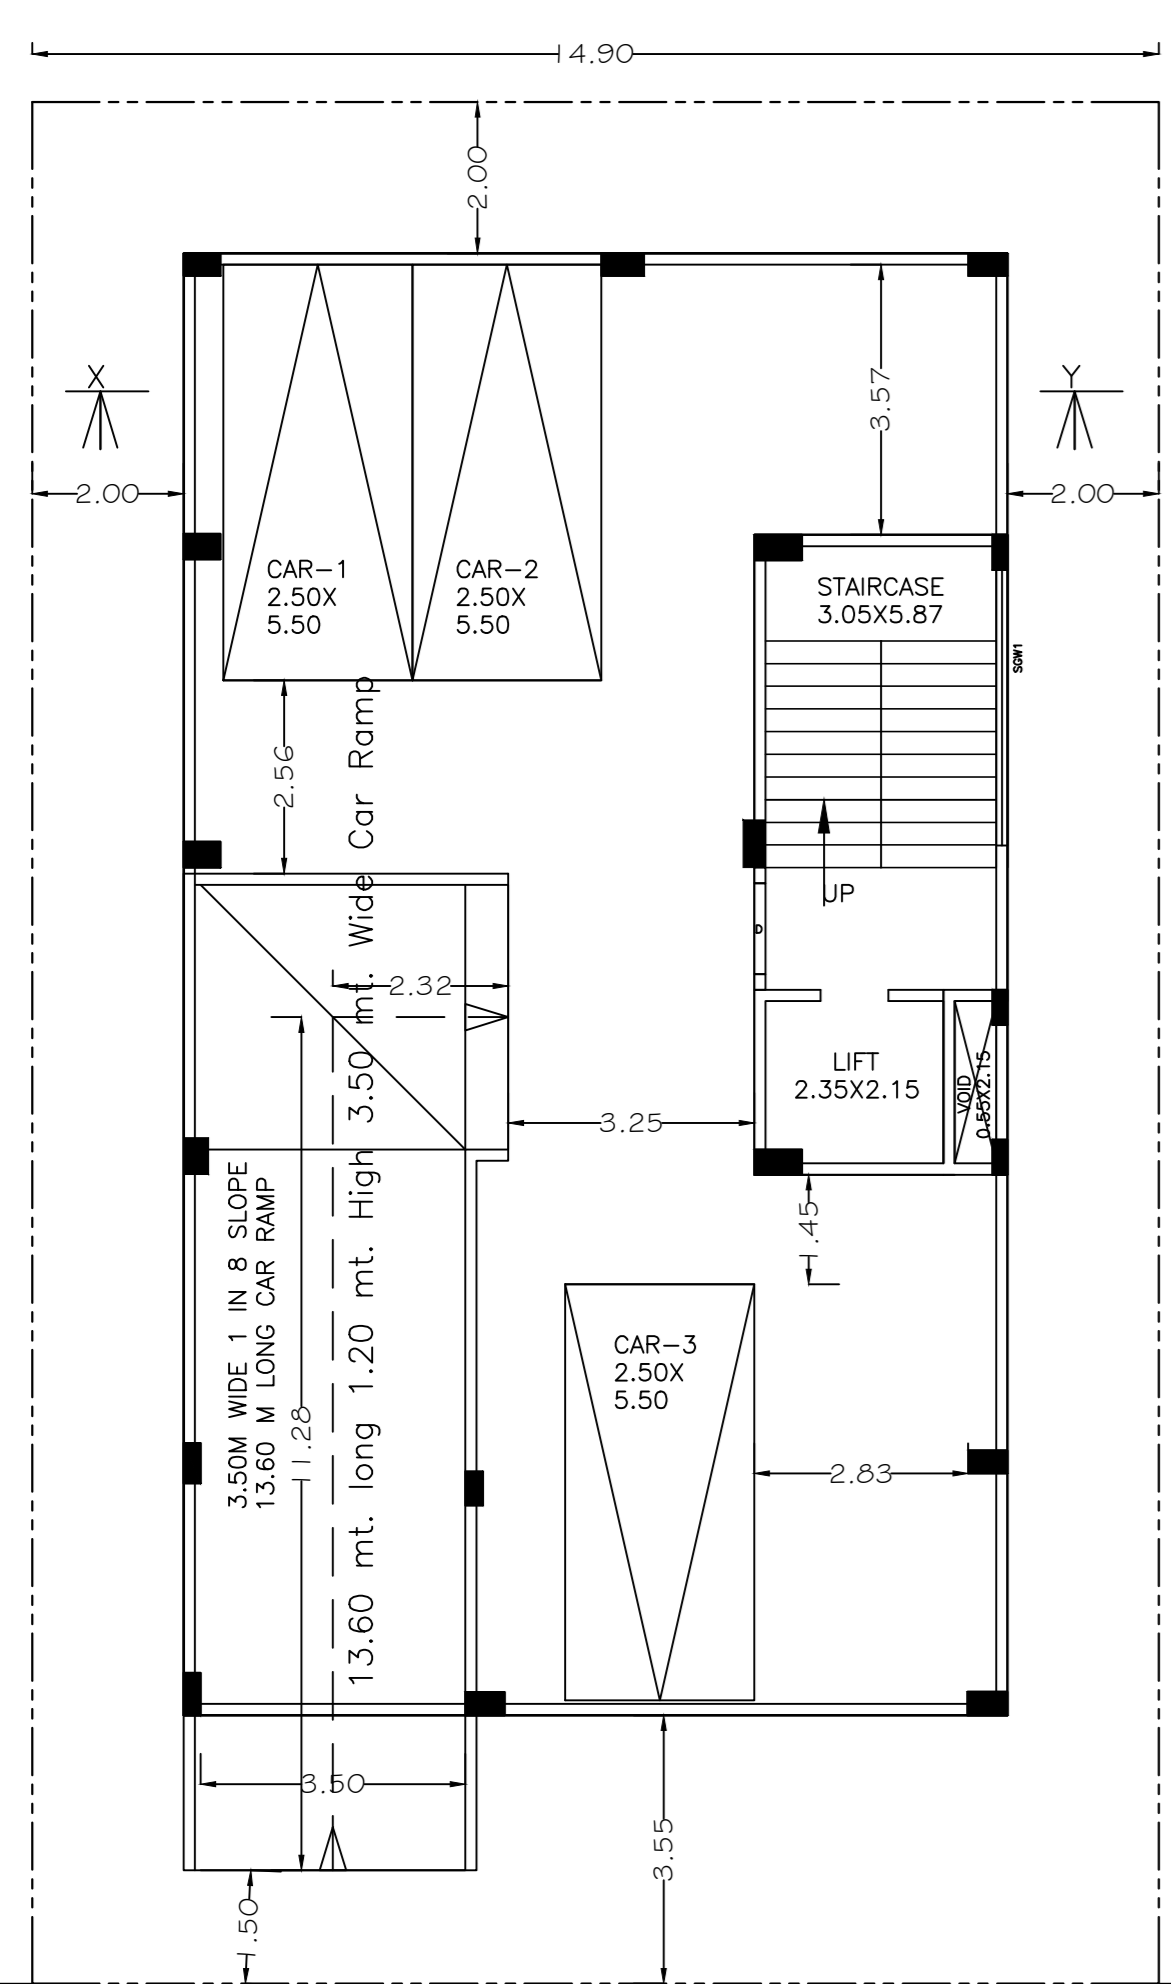 14.90
2.00
X
Y
3.57
2.00
2.00
CAR-1
2.50X
5.50
CAR-2
2.50X
5.50
STAIRCASE
3.05X5.87
SGW1
2.56
UP
D
2.32
LIFT
2.35X2.15
VOID
0.55X2.15
3.25
1.45
3.50M WIDE 1 IN 8 SLOPE
13.60 M LONG CAR RAMP
11.28
13.60 mt. long 1.20 mt. High 3.50 mt. Wide Car Ramp
CAR-3
2.50X
5.50
2.83
3.50
3.55
1.50